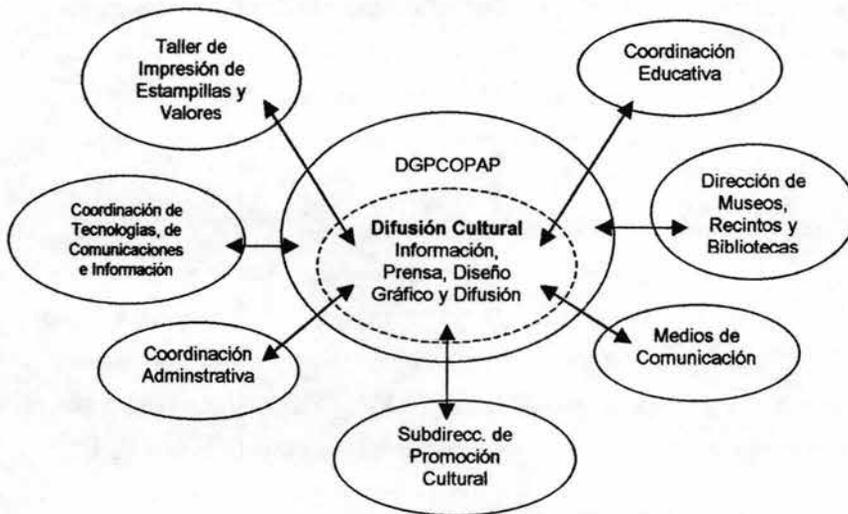 Taller de
Impresión de
Estampillas y
Valores
Coordinación
Educativa
DGPCOPAP
Coordinación de
Tecnologías, de
Comunicaciones
e Información
Difusión Cultural
Información,
Prensa, Diseño
Gráfico y Difusión
Dirección de
Museos,
Recintos y
Bibliotecas
Coordinación
Adminstrativa
Medios de
Comunicación
Subdirecc. de
Promoción
Cultural